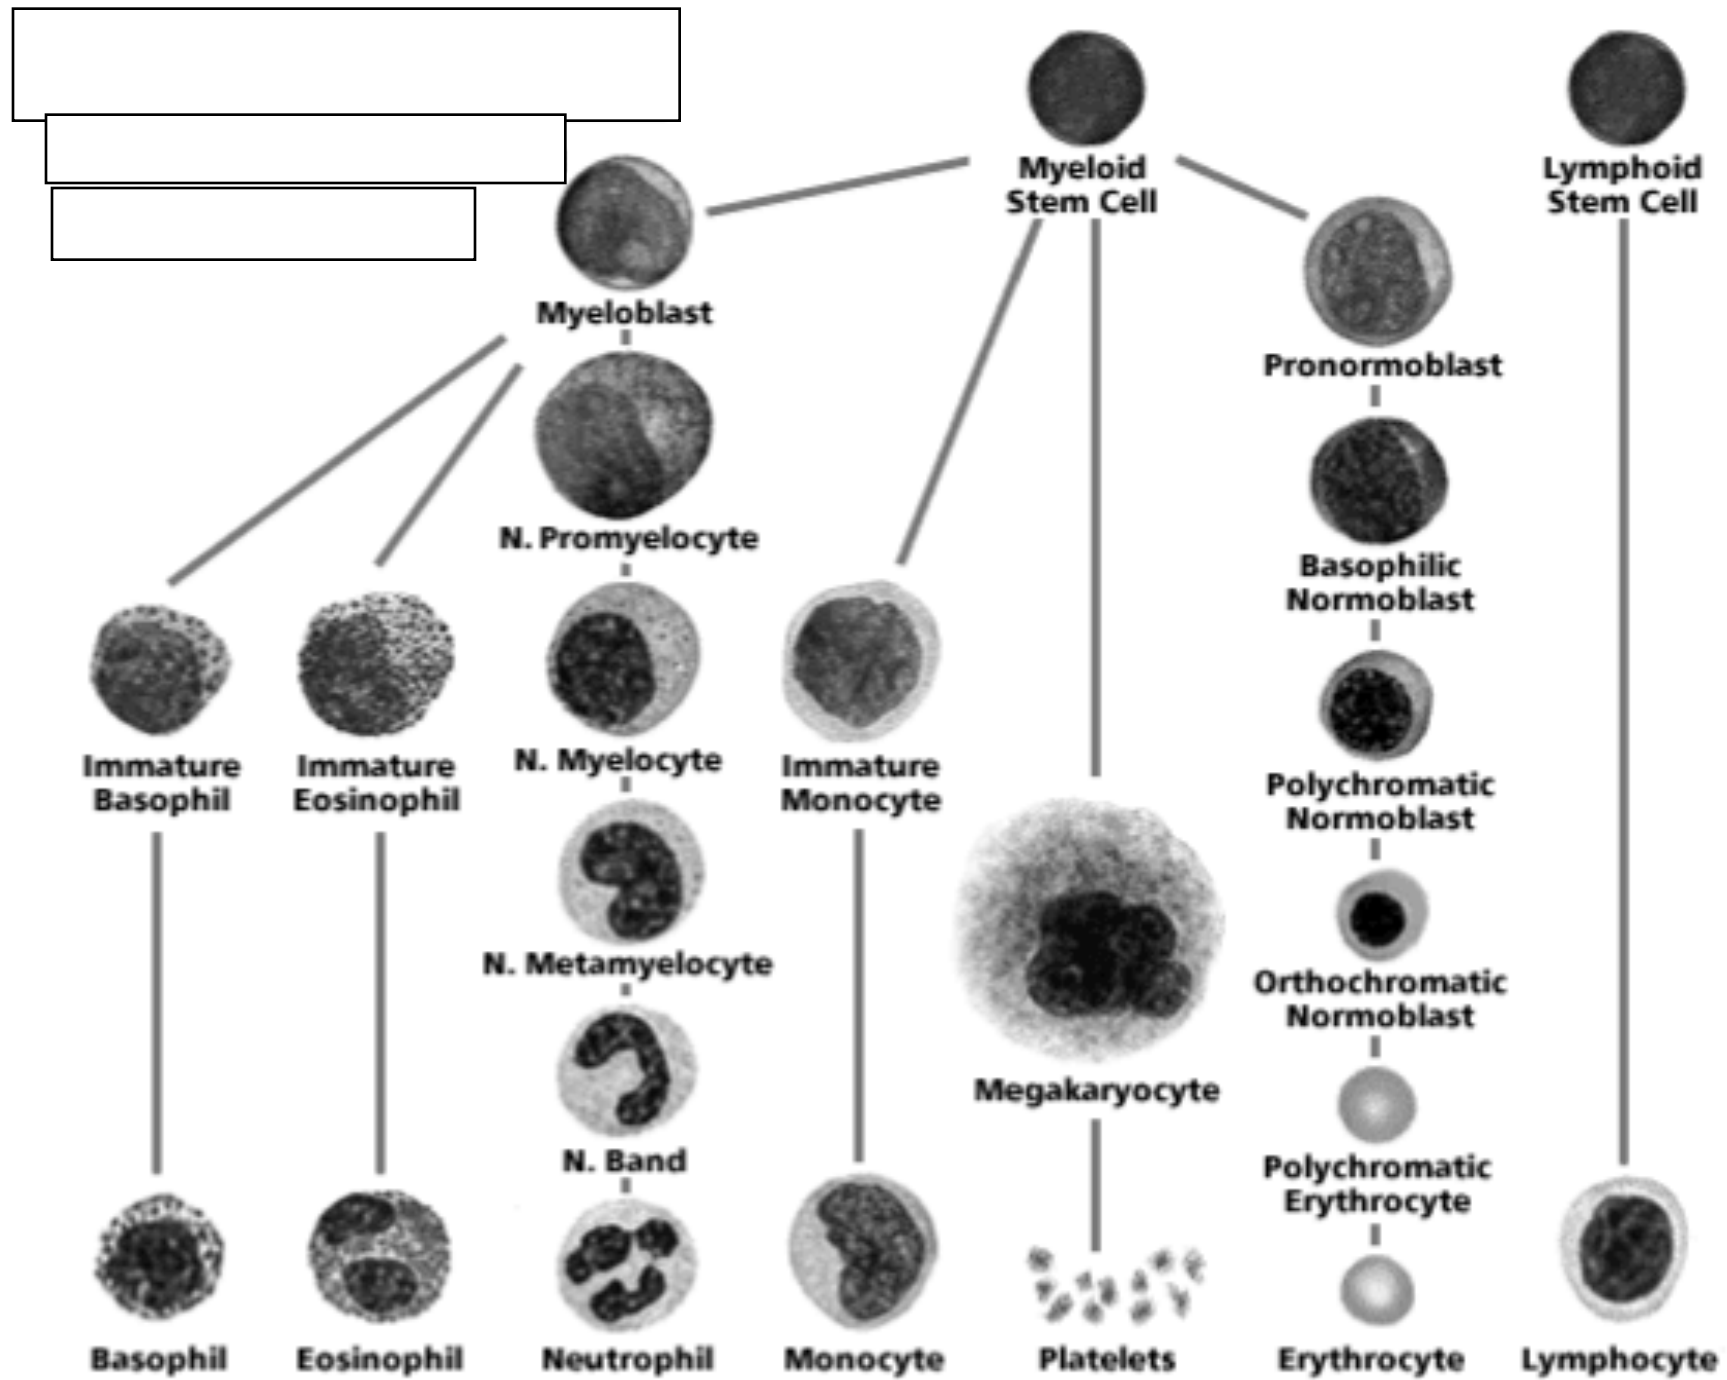 Myeloid
Stem Cell
Lymphoid
Stem Cell
Myeloblast
Pronormoblast
N. Promyelocyte
Basophilic
Normoblast
Immature
Basophil
Immature
Eosinophil
N. Myelocyte
Immature
Monocyte
Polychromatic
Normoblast
N. Metamyelocyte
Orthochromatic
Normoblast
Megakaryocyte
N. Band
Polychromatic
Erythrocyte
Basophil
Eosinophil
Neutrophil
Monocyte
Platelets
Erythrocyte
Lymphocyte